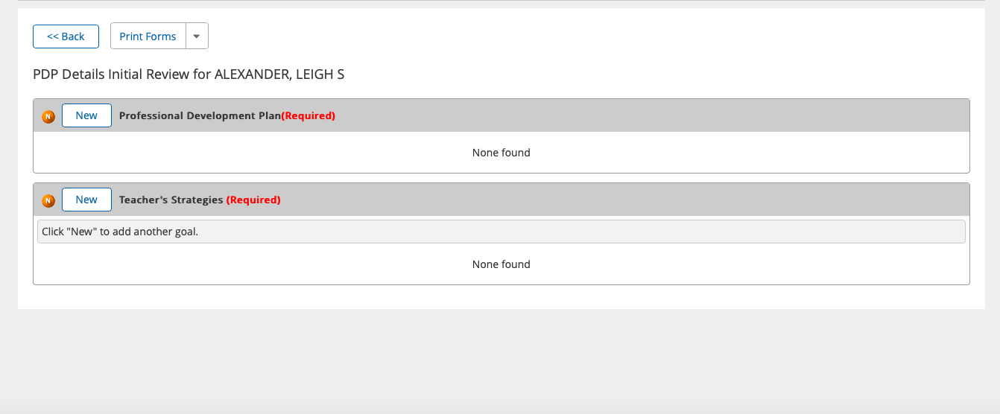 << Back
Print Forms
PDP Details Initial Review for ALEXANDER, LEIGH S
N New Professional Development Plan(Required)
None found
N New Teacher's Strategies (Required)
Click "New" to add another goal.
None found